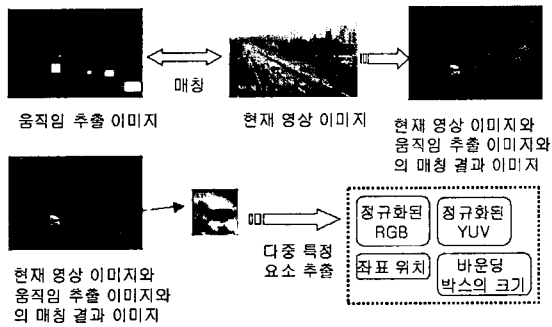 매칭
움직임 추출 이미지
현재 영상 이미지
현재 영상 이미지와
움직임 추출 이미지와
의 매칭 결과 이미지
다중 특정
요소 추출
정규화된
RGB
정규화된
YUV
좌표 위치
바운딩
박스의 크기
현재 영상 이미지와
움직임 추출 이미지와
의 매칭 결과 이미지